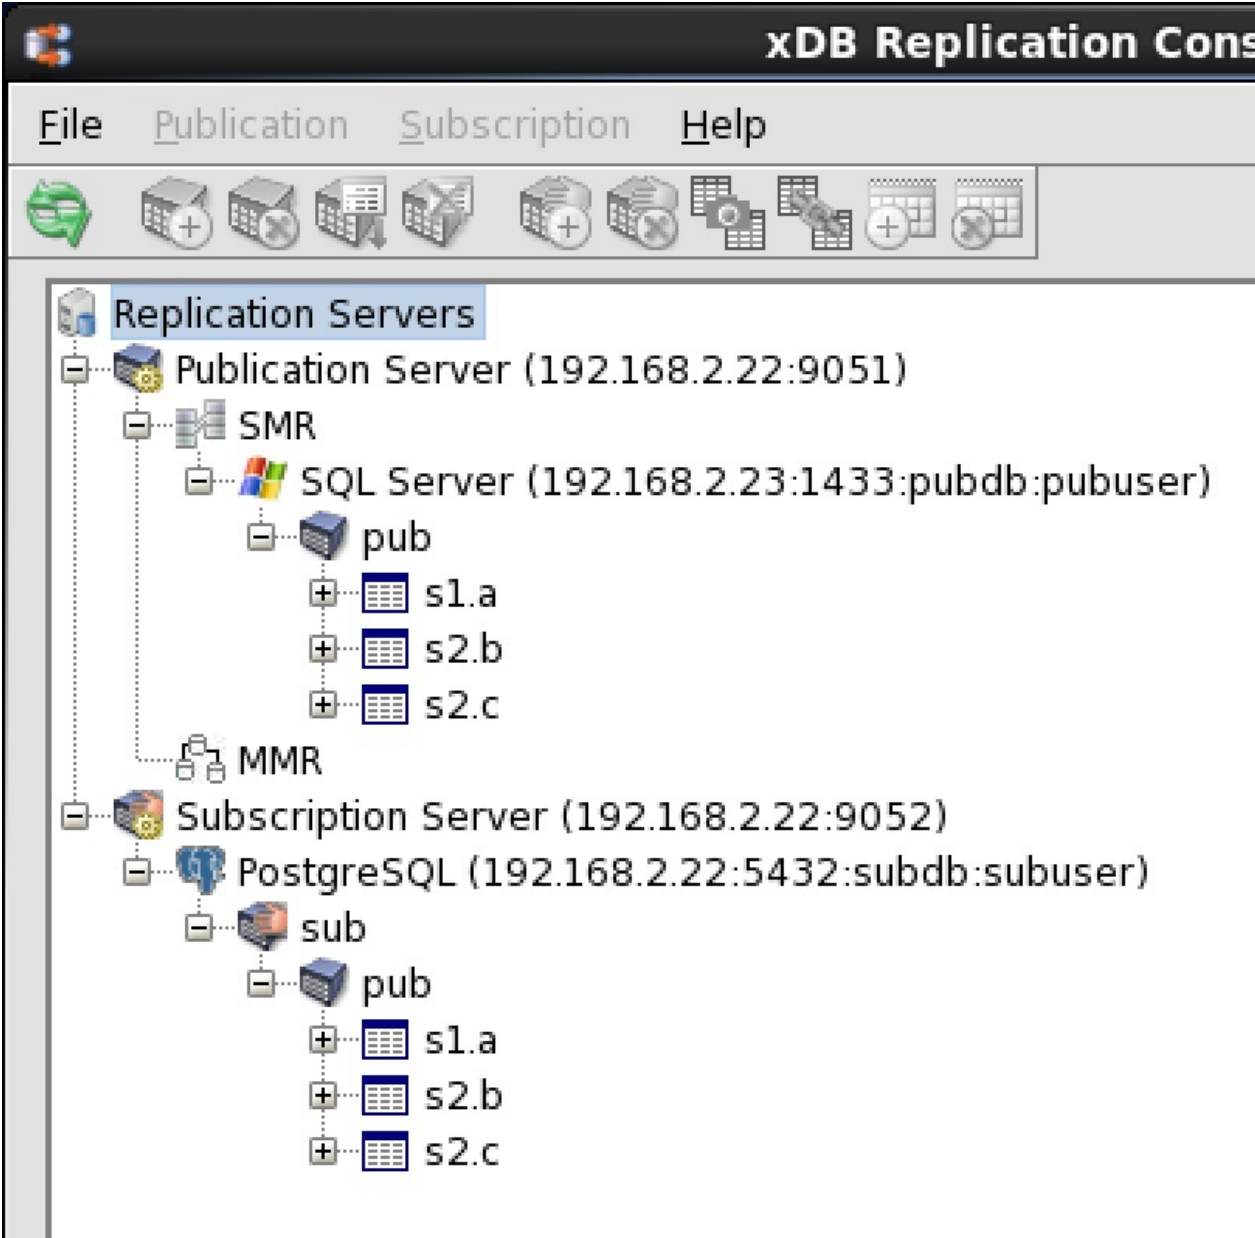 xDB Replication Cons
File Publication Subscription Help
Replication Servers
Publication Server (192.168.2.22:9051)
SMR
SQL Server (192.168.2.23:1433:pubdb:pubuser)
pub
s1.a
s2.b
s2.c
MMR
Subscription Server (192.168.2.22:9052)
PostgreSQL (192.168.2.22:5432:subdb:subuser)
sub
pub
s1.a
s2.b
s2.c